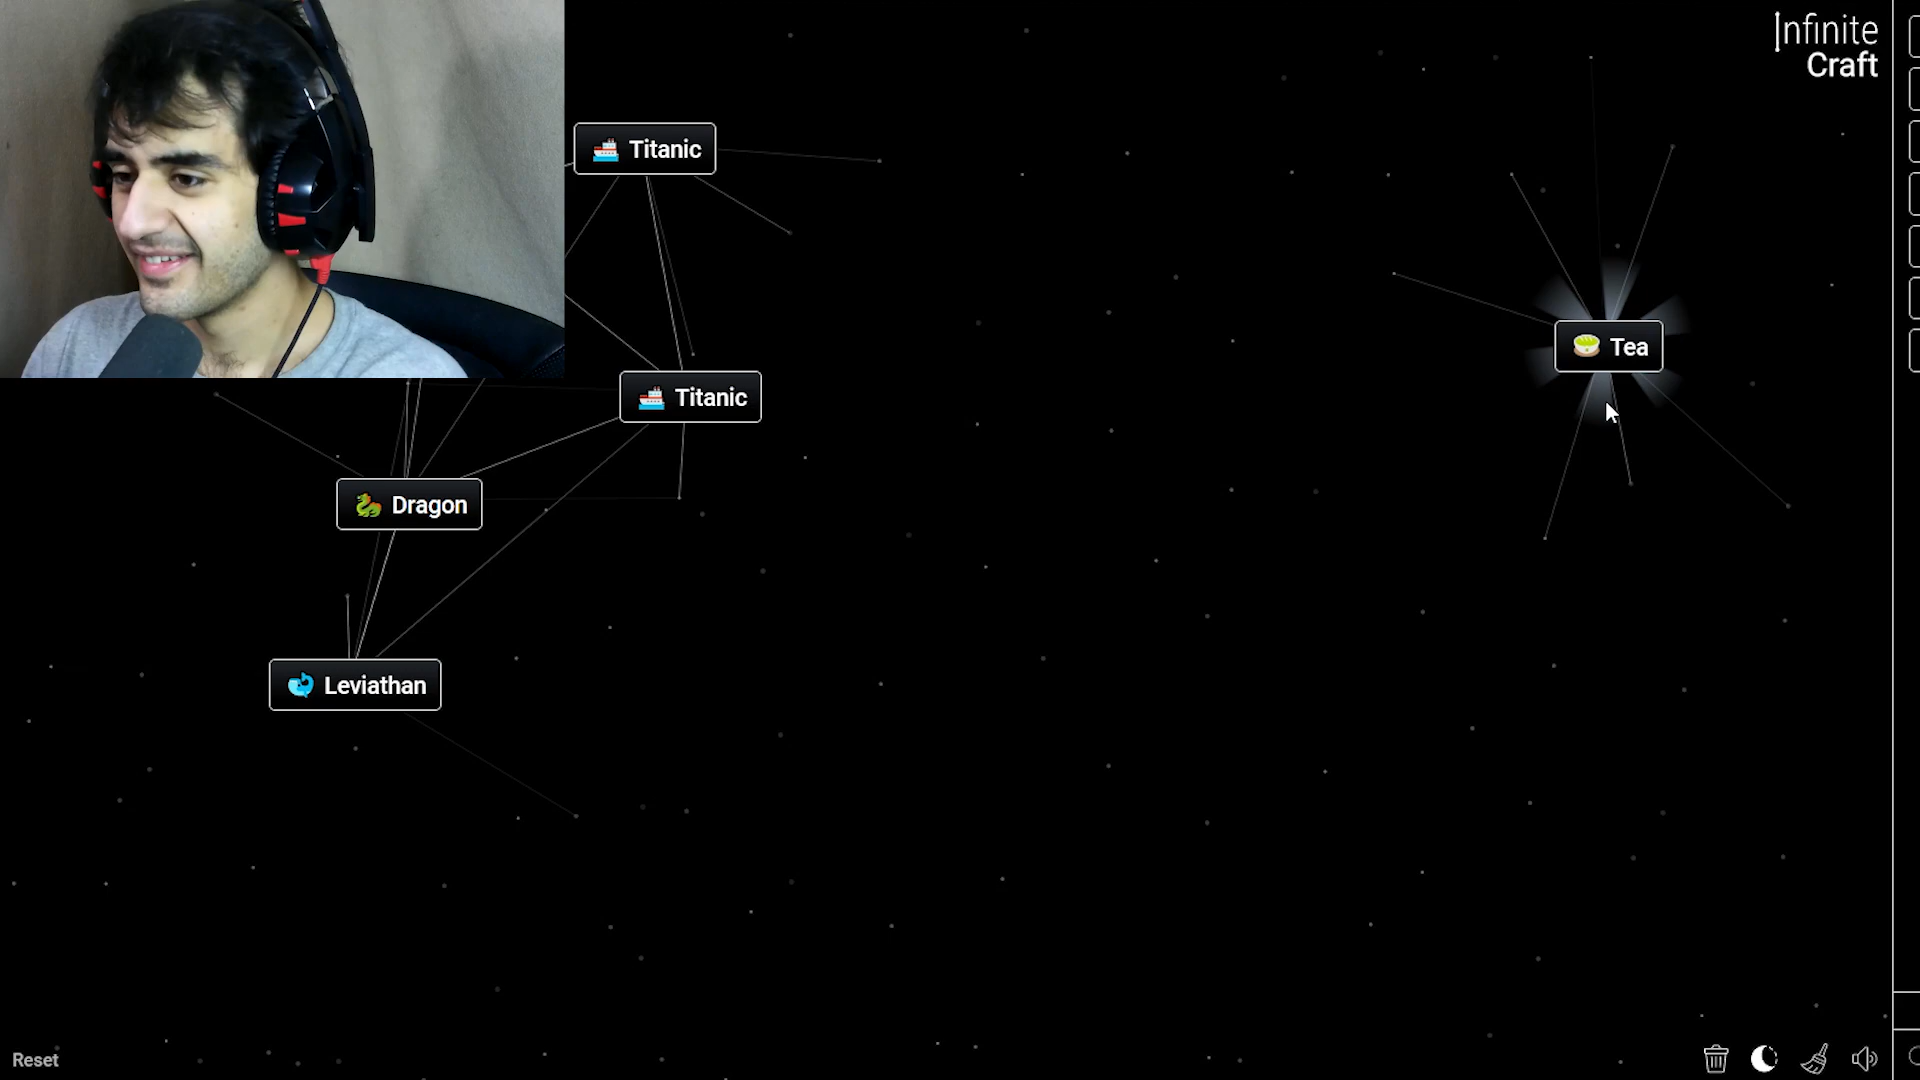 Infinite
Craft
Titanic
Tea
Titanic
Dragon
Leviathan
Reset